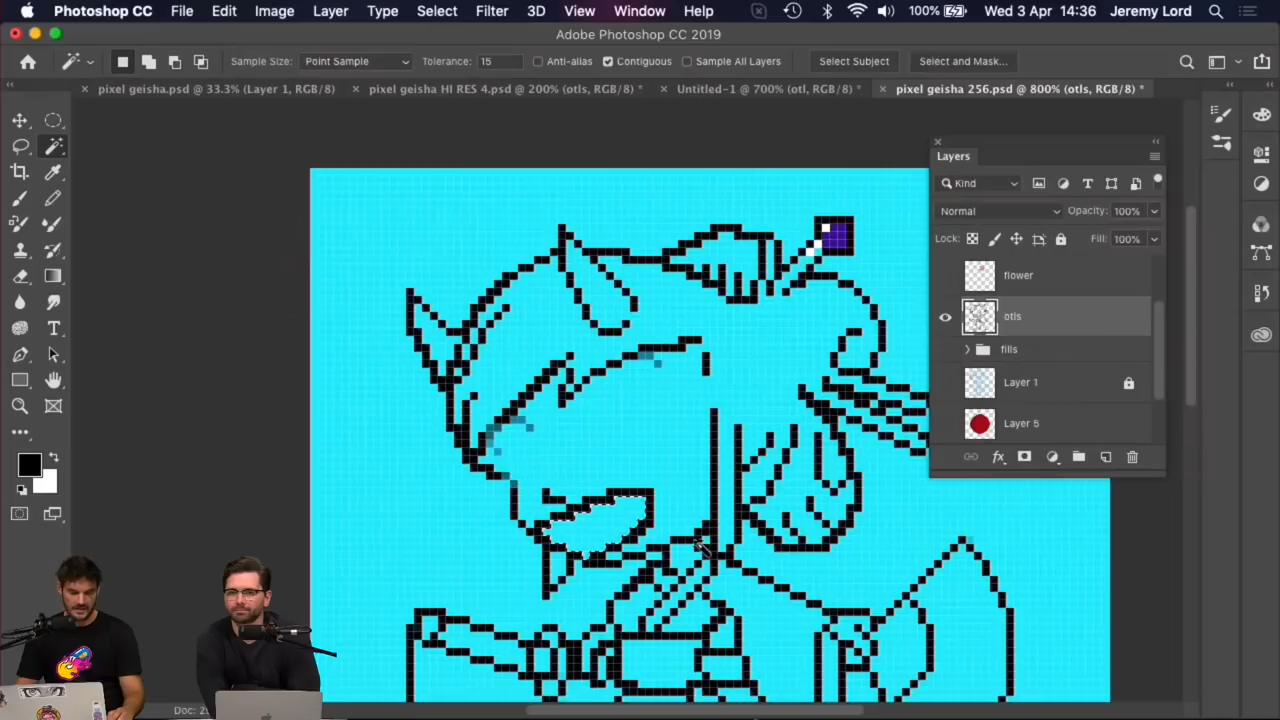 Photoshop CC File Edit Image Layer Type Select Filter 3D View Window Help 100% Wed 3 Apr 14:36 Jeremy Lord
Adobe Photoshop CC 2019
Sample Size: Point Sample Tolerance: 15 Anti-alias Contiguous Sample All Layers Select Subject Select and Mask...
pixel geisha.psd @ 33.3% (Layer 1, RGB/8) pixel geisha HI RES 4.psd @ 200% (otls, RGB/8) * Untitled-1 @ 700% (otl, RGB/8) * pixel geisha 256.psd @ 800% (otls, RGB/8) *
Layers
Kind
Normal Opacity: 100%
Lock: Fill: 100%
flower
otls
fills
Layer 1
Layer 5
fx